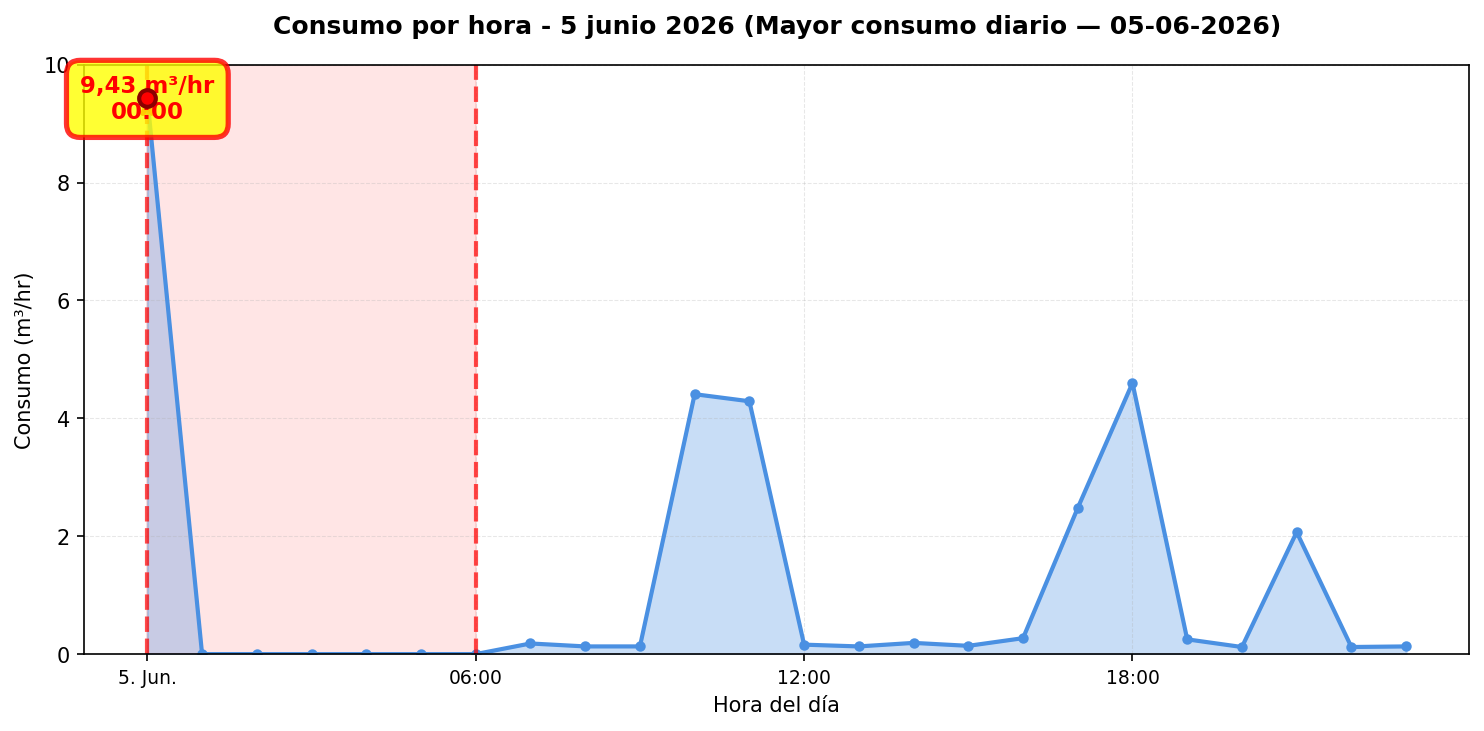 Consumo por hora - 5 junio 2026 (Mayor consumo diario — 05-06-2026)
9,43 m³/hr
00:00
10
8
6
4
2
0
Consumo (m³/hr)
5. Jun.
06:00
12:00
18:00
Hora del día